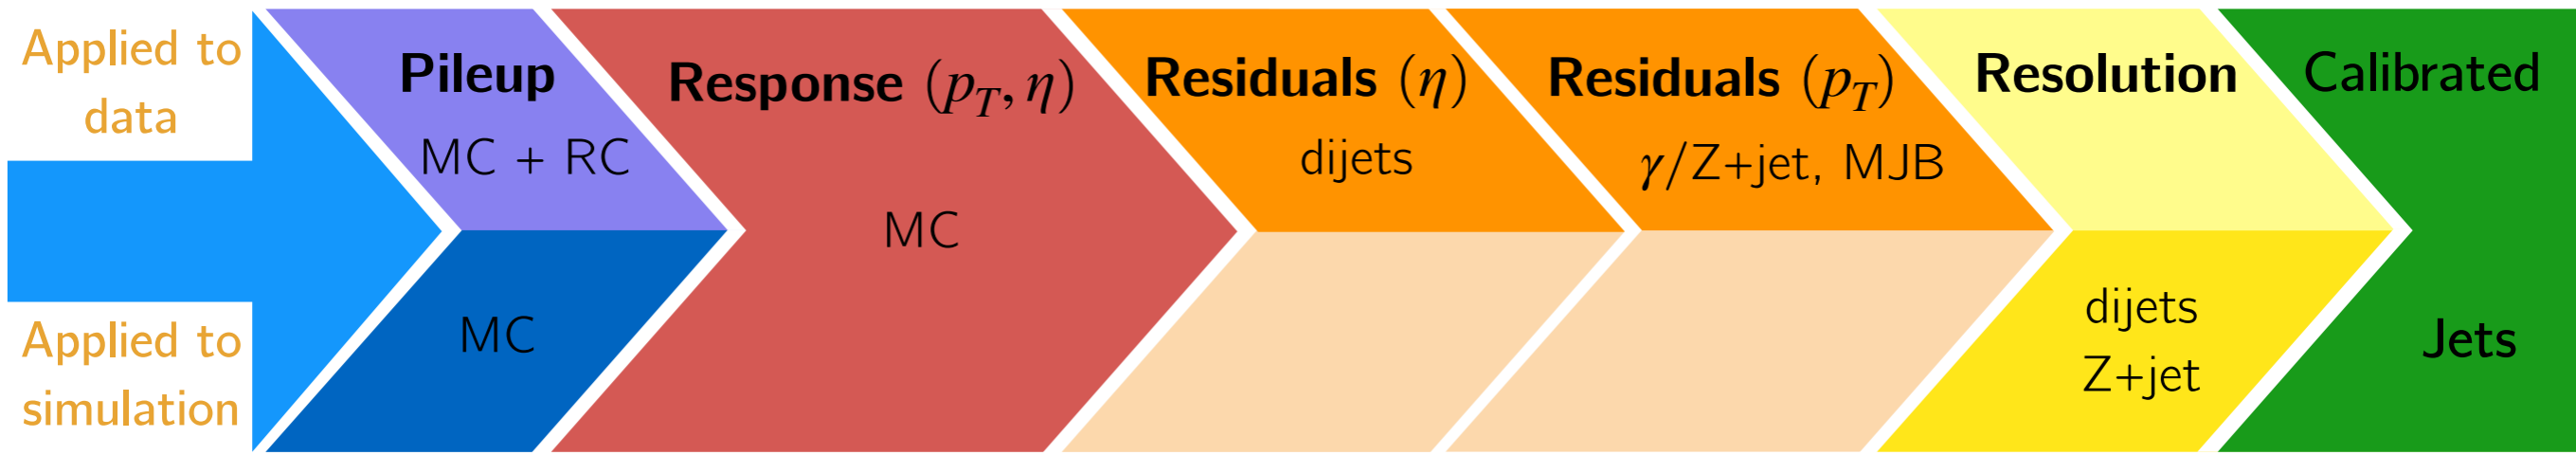 Applied to
data
Applied to
simulation
Pileup
MC + RC
MC
Response (p_T, η)
MC
Residuals (η)
dijets
Residuals (p_T)
γ/Z+jet, MJB
Resolution
dijets
Z+jet
Calibrated
Jets